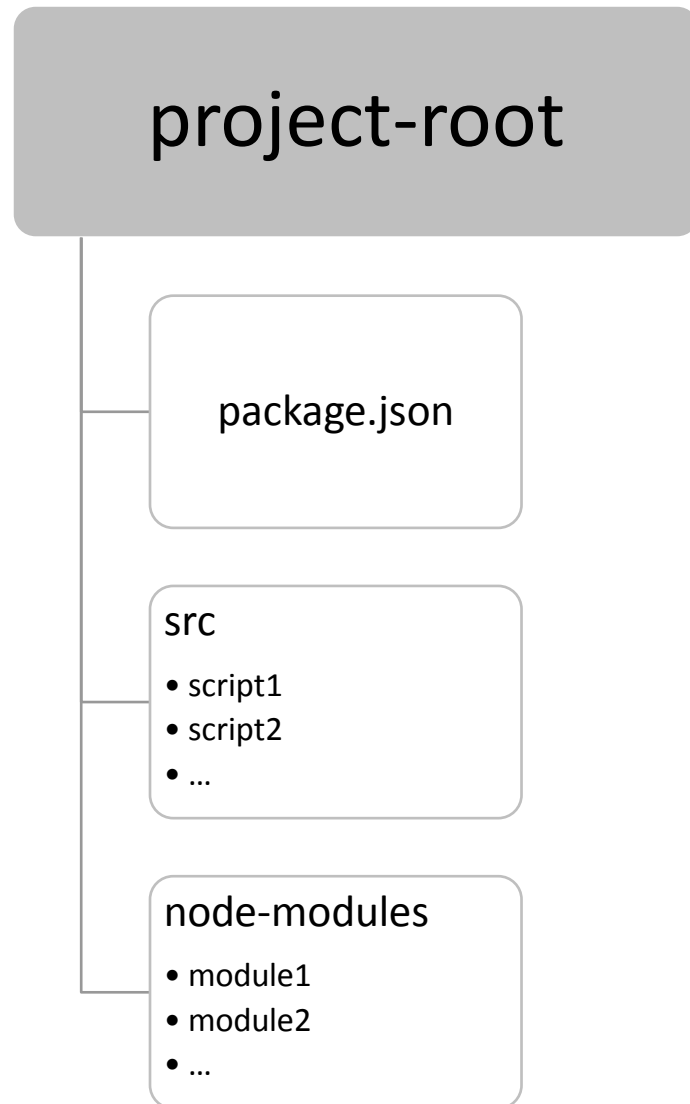 project-root
package.json
src
• script1
• script2
• ...
node-modules
• module1
• module2
• ...